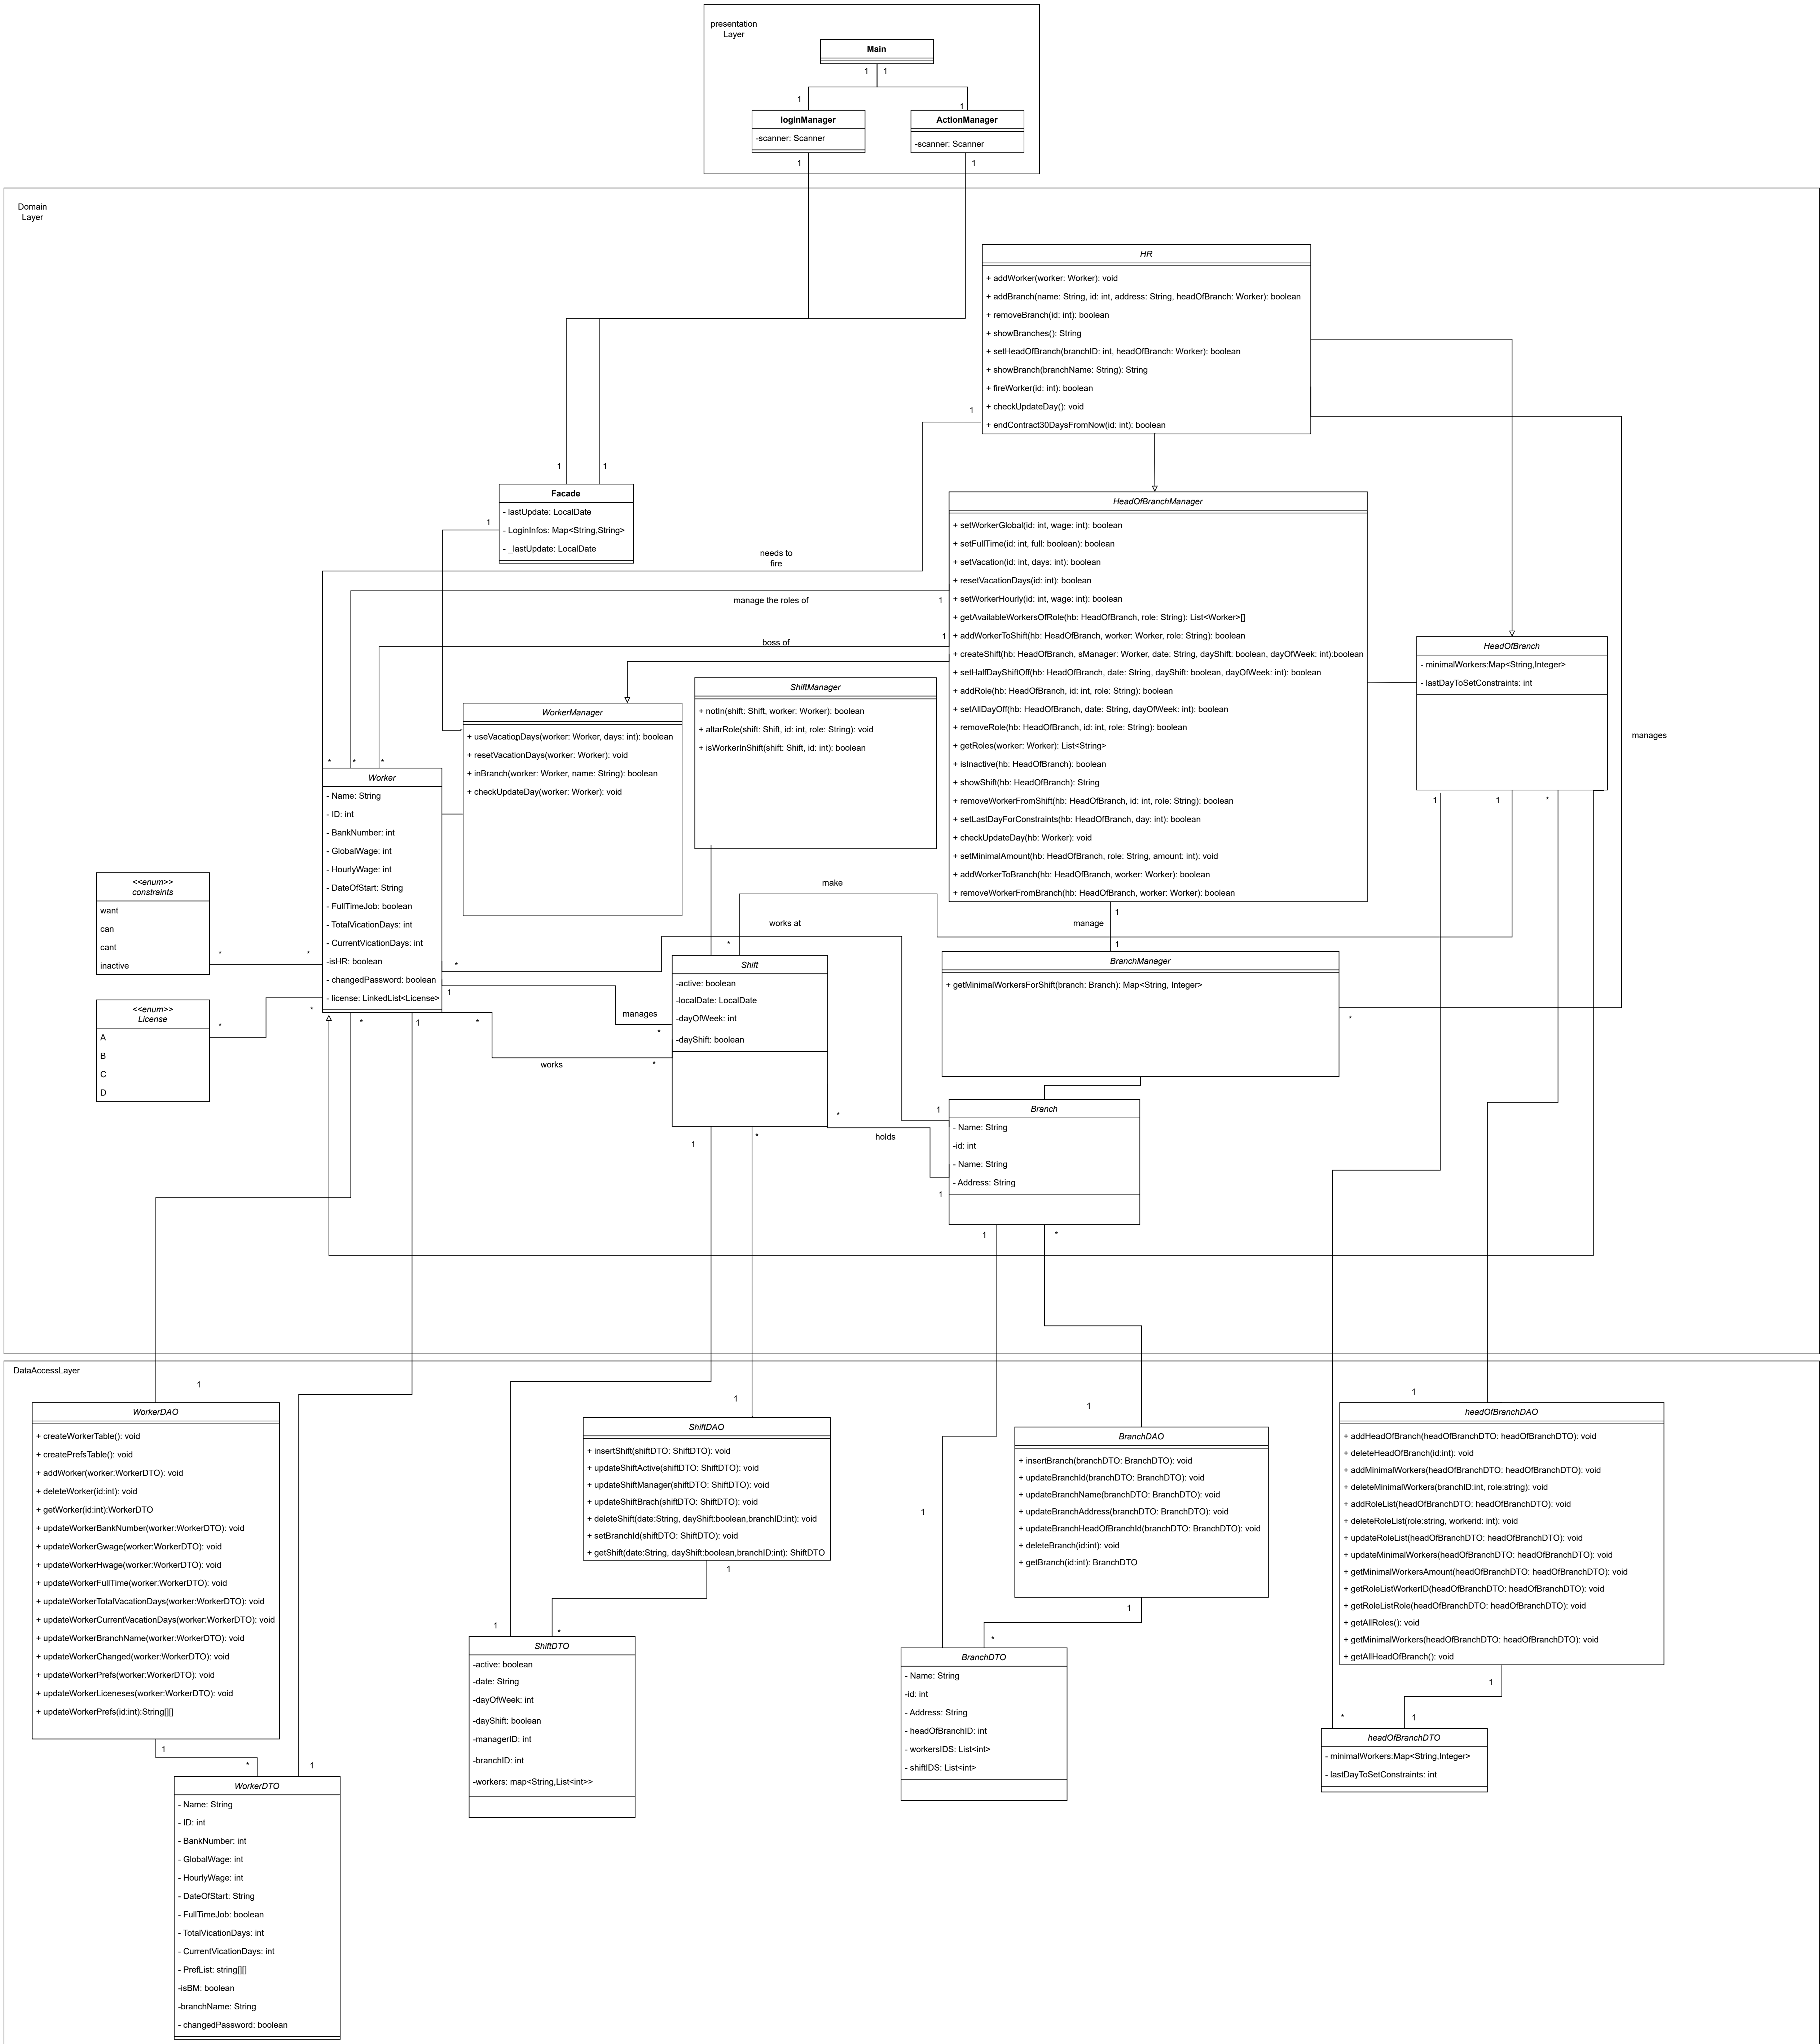 presentation
Layer
Main
1
1
1
1
loginManager
-scanner: Scanner
ActionManager
-scanner: Scanner
1
1
Domain
Layer
HR
+ addWorker(worker: Worker): void
+ addBranch(name: String, id: int, address: String, headOfBranch: Worker): boolean
+ removeBranch(id: int): boolean
+ showBranches(): String
+ setHeadOfBranch(branchID: int, headOfBranch: Worker): boolean
+ showBranch(branchName: String): String
+ fireWorker(id: int): boolean
+ checkUpdateDay(): void
+ endContract30DaysFromNow(id: int): boolean
1
1
1
Facade
- lastUpdate: LocalDate
- LoginInfos: Map<String,String>
- _lastUpdate: LocalDate
1
needs to
fire
manage the roles of
1
boss of
1
HeadOfBranchManager
+ setWorkerGlobal(id: int, wage: int): boolean
+ setFullTime(id: int, full: boolean): boolean
+ setVacation(id: int, days: int): boolean
+ resetVacationDays(id: int): boolean
+ setWorkerHourly(id: int, wage: int): boolean
+ getAvailableWorkersOfRole(hb: HeadOfBranch, role: String): List<Worker>[]
+ addWorkerToShift(hb: HeadOfBranch, worker: Worker, role: String): boolean
+ createShift(hb: HeadOfBranch, sManager: Worker, date: String, dayShift: boolean, dayOfWeek: int):boolean
+ setHalfDayShiftOff(hb: HeadOfBranch, date: String, dayShift: boolean, dayOfWeek: int): boolean
+ addRole(hb: HeadOfBranch, id: int, role: String): boolean
+ setAllDayOff(hb: HeadOfBranch, date: String, dayOfWeek: int): boolean
+ removeRole(hb: HeadOfBranch, id: int, role: String): boolean
+ getRoles(worker: Worker): List<String>
+ isInactive(hb: HeadOfBranch): boolean
+ showShift(hb: HeadOfBranch): String
+ removeWorkerFromShift(hb: HeadOfBranch, id: int, role: String): boolean
+ setLastDayForConstraints(hb: HeadOfBranch, day: int): boolean
+ checkUpdateDay(hb: Worker): void
+ setMinimalAmount(hb: HeadOfBranch, role: String, amount: int): void
+ addWorkerToBranch(hb: HeadOfBranch, worker: Worker): boolean
+ removeWorkerFromBranch(hb: HeadOfBranch, worker: Worker): boolean
HeadOfBranch
- minimalWorkers:Map<String,Integer>
- lastDayToSetConstraints: int
manages
1
1
*
ShiftManager
+ notIn(shift: Shift, worker: Worker): boolean
+ altarRole(shift: Shift, id: int, role: String): void
+ isWorkerInShift(shift: Shift, id: int): boolean
WorkerManager
+ useVacationDays(worker: Worker, days: int): boolean
+ resetVacationDays(worker: Worker): void
+ inBranch(worker: Worker, name: String): boolean
+ checkUpdateDay(worker: Worker): void
*
*
*
Worker
- Name: String
- ID: int
- BankNumber: int
- GlobalWage: int
- HourlyWage: int
- DateOfStart: String
- FullTimeJob: boolean
- TotalVicationDays: int
- CurrentVicationDays: int
-isHR: boolean
- changedPassword: boolean
- license: LinkedList<License>
<<enum>>
constraints
want
can
cant
inactive
*
*
<<enum>>
License
A
B
C
D
*
*
make
works at
*
*
manage
1
1
BranchManager
+ getMinimalWorkersForShift(branch: Branch): Map<String, Integer>
*
Shift
-active: boolean
-localDate: LocalDate
-dayOfWeek: int
-dayShift: boolean
1
manages
*
*
1
*
works
*
*
holds
1
1
Branch
- Name: String
-id: int
- Name: String
- Address: String
1
*
1
*
DataAccessLayer
1
WorkerDAO
+ createWorkerTable(): void
+ createPrefsTable(): void
+ addWorker(worker:WorkerDTO): void
+ deleteWorker(id:int): void
+ getWorker(id:int):WorkerDTO
+ updateWorkerBankNumber(worker:WorkerDTO): void
+ updateWorkerGwage(worker:WorkerDTO): void
+ updateWorkerHwage(worker:WorkerDTO): void
+ updateWorkerFullTime(worker:WorkerDTO): void
+ updateWorkerTotalVacationDays(worker:WorkerDTO): void
+ updateWorkerCurrentVacationDays(worker:WorkerDTO): void
+ updateWorkerBranchName(worker:WorkerDTO): void
+ updateWorkerChanged(worker:WorkerDTO): void
+ updateWorkerPrefs(worker:WorkerDTO): void
+ updateWorkerLiceneses(worker:WorkerDTO): void
+ updateWorkerPrefs(id:int):String[][]
1
*
1
WorkerDTO
- Name: String
- ID: int
- BankNumber: int
- GlobalWage: int
- HourlyWage: int
- DateOfStart: String
- FullTimeJob: boolean
- TotalVicationDays: int
- CurrentVicationDays: int
- PrefList: string[][]
-isBM: boolean
-branchName: String
- changedPassword: boolean
1
ShiftDAO
+ insertShift(shiftDTO: ShiftDTO): void
+ updateShiftActive(shiftDTO: ShiftDTO): void
+ updateShiftManager(shiftDTO: ShiftDTO): void
+ updateShiftBrach(shiftDTO: ShiftDTO): void
+ deleteShift(date:String, dayShift:boolean,branchID:int): void
+ setBranchId(shiftDTO: ShiftDTO): void
+ getShift(date:String, dayShift:boolean,branchID:int): ShiftDTO
1
1
*
ShiftDTO
-active: boolean
-date: String
-dayOfWeek: int
-dayShift: boolean
-managerID: int
-branchID: int
-workers: map<String,List<int>>
1
1
BranchDAO
+ insertBranch(branchDTO: BranchDTO): void
+ updateBranchId(branchDTO: BranchDTO): void
+ updateBranchName(branchDTO: BranchDTO): void
+ updateBranchAddress(branchDTO: BranchDTO): void
+ updateBranchHeadOfBranchId(branchDTO: BranchDTO): void
+ deleteBranch(id:int): void
+ getBranch(id:int): BranchDTO
1
*
BranchDTO
- Name: String
-id: int
- Address: String
- headOfBranchID: int
- workersIDS: List<int>
- shiftIDS: List<int>
1
headOfBranchDAO
+ addHeadOfBranch(headOfBranchDTO: headOfBranchDTO): void
+ deleteHeadOfBranch(id:int): void
+ addMinimalWorkers(headOfBranchDTO: headOfBranchDTO): void
+ deleteMinimalWorkers(branchID:int, role:string): void
+ addRoleList(headOfBranchDTO: headOfBranchDTO): void
+ deleteRoleList(role:string, workerid: int): void
+ updateRoleList(headOfBranchDTO: headOfBranchDTO): void
+ updateMinimalWorkers(headOfBranchDTO: headOfBranchDTO): void
+ getMinimalWorkersAmount(headOfBranchDTO: headOfBranchDTO): void
+ getRoleListWorkerID(headOfBranchDTO: headOfBranchDTO): void
+ getRoleListRole(headOfBranchDTO: headOfBranchDTO): void
+ getAllRoles(): void
+ getMinimalWorkers(headOfBranchDTO: headOfBranchDTO): void
+ getAllHeadOfBranch(): void
1
*
1
headOfBranchDTO
- minimalWorkers:Map<String,Integer>
- lastDayToSetConstraints: int